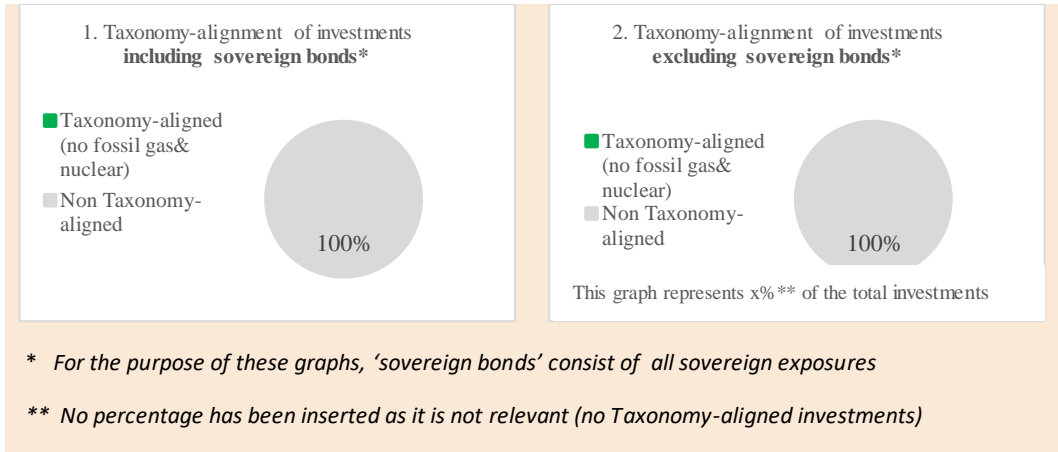 1. Taxonomy-alignment of investments
including sovereign bonds*
Taxonomy-aligned
(no fossil gas&
nuclear)
Non Taxonomy-
aligned
100%
2. Taxonomy-alignment of investments
excluding sovereign bonds*
Taxonomy-aligned
(no fossil gas&
nuclear)
Non Taxonomy-
aligned
100%
This graph represents x%** of the total investments
* For the purpose of these graphs, ‘sovereign bonds’ consist of all sovereign exposures
** No percentage has been inserted as it is not relevant (no Taxonomy-aligned investments)